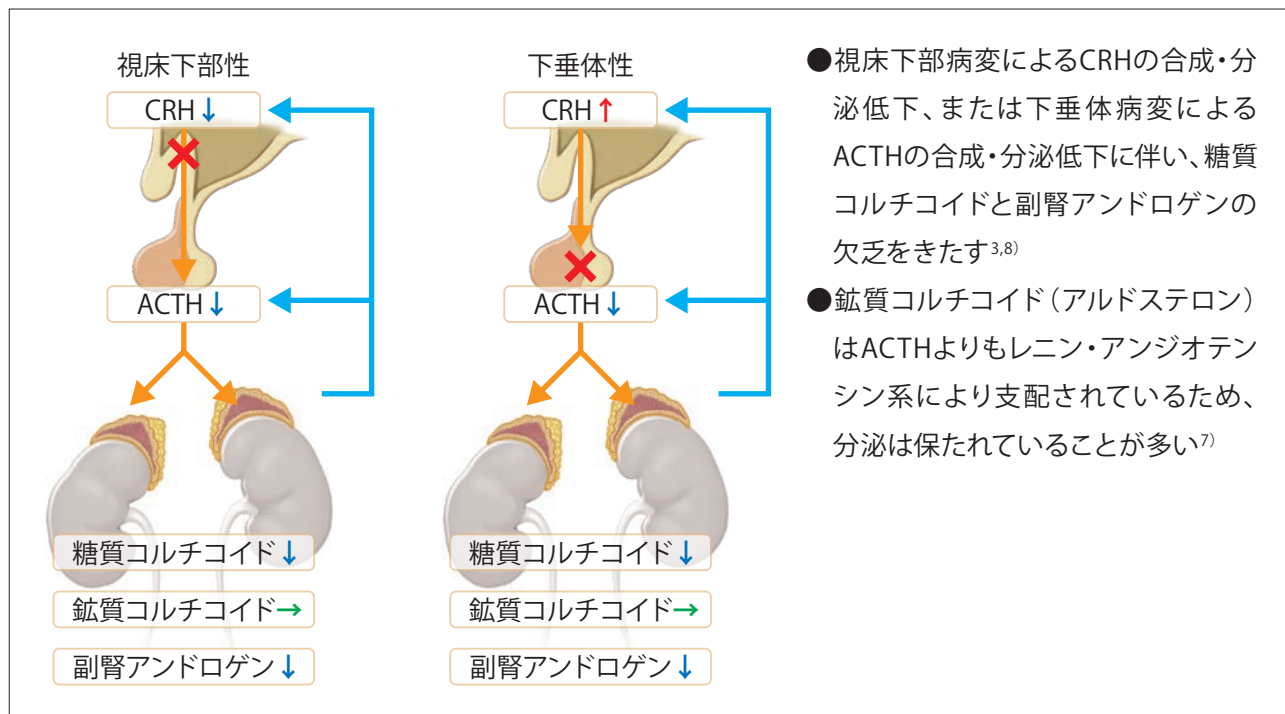 視床下部性
CRH↓
ACTH↓
糖質コルチコイド↓
鉱質コルチコイド→
副腎アンドロゲン↓
下垂体性
CRH↑
ACTH↓
糖質コルチコイド↓
鉱質コルチコイド→
副腎アンドロゲン↓
●視床下部病変によるCRHの合成・分
泌低下、または下垂体病変による
ACTHの合成・分泌低下に伴い、糖質
コルチコイドと副腎アンドロゲンの
欠乏をきたす3,8)
●鉱質コルチコイド(アルドステロン)
はACTHよりもレニン・アンジオテン
シン系により支配されているため、
分泌は保たれていることが多い7)